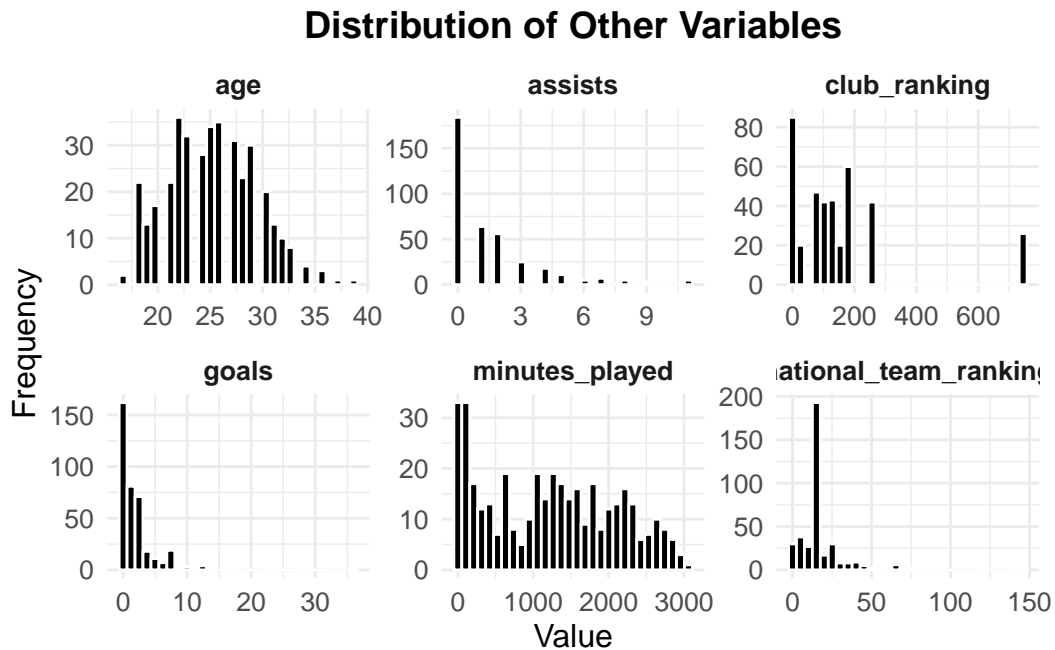 Distribution of Other Variables
age assists club_ranking
30 150 80
20 100 60
10 50 40
0 0 20
0
20 25 30 35 40 0 3 6 9 0 200 400 600
goals minutes_played national_team_ranking
150 30 200
100 20 150
50 10 100
0 0 50
0
0 10 20 30 0 1000 2000 3000 0 50 100 150
Frequency
Value